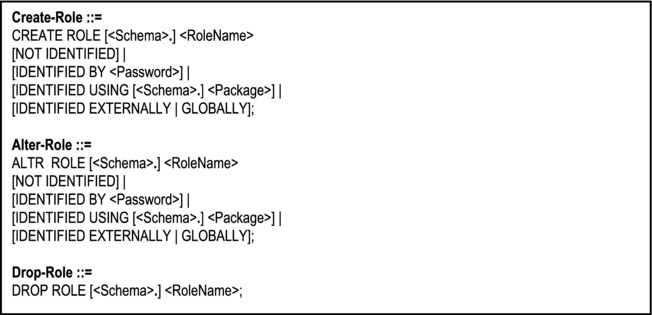 Create-Role ::=
CREATE ROLE [<Schema>.] <RoleName>
[NOT IDENTIFIED] |
[IDENTIFIED BY <Password>] |
[IDENTIFIED USING [<Schema>.] <Package>] |
[IDENTIFIED EXTERNALLY | GLOBALLY];
Alter-Role ::=
ALTR ROLE [<Schema>.] <RoleName>
[NOT IDENTIFIED] |
[IDENTIFIED BY <Password>] |
[IDENTIFIED USING [<Schema>.] <Package>] |
[IDENTIFIED EXTERNALLY | GLOBALLY];
Drop-Role ::=
DROP ROLE [<Schema>.] <RoleName>;